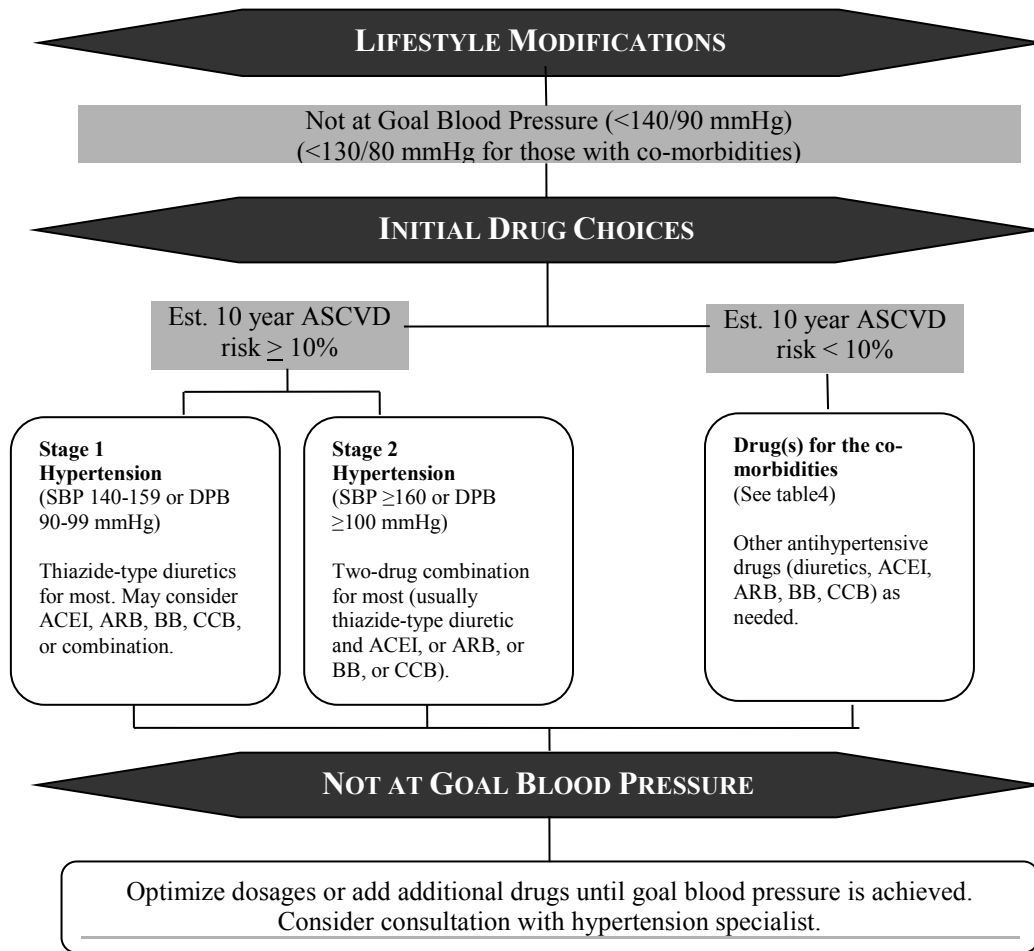 LIFESTYLE MODIFICATIONS
Not at Goal Blood Pressure (<140/90 mmHg)
(<130/80 mmHg for those with co-morbidities)
INITIAL DRUG CHOICES
Est. 10 year ASCVD
risk ≥ 10%
Est. 10 year ASCVD
risk < 10%
Stage 1
Hypertension
(SBP 140-159 or DPB
90-99 mmHg)
Thiazide-type diuretics
for most. May consider
ACEI, ARB, BB, CCB,
or combination.
Stage 2
Hypertension
(SBP ≥160 or DPB
≥100 mmHg)
Two-drug combination
for most (usually
thiazide-type diuretic
and ACEI, or ARB, or
BB, or CCB).
Drug(s) for the co-
morbidities
(See table4)
Other antihypertensive
drugs (diuretics, ACEI,
ARB, BB, CCB) as
needed.
NOT AT GOAL BLOOD PRESSURE
Optimize dosages or add additional drugs until goal blood pressure is achieved.
Consider consultation with hypertension specialist.